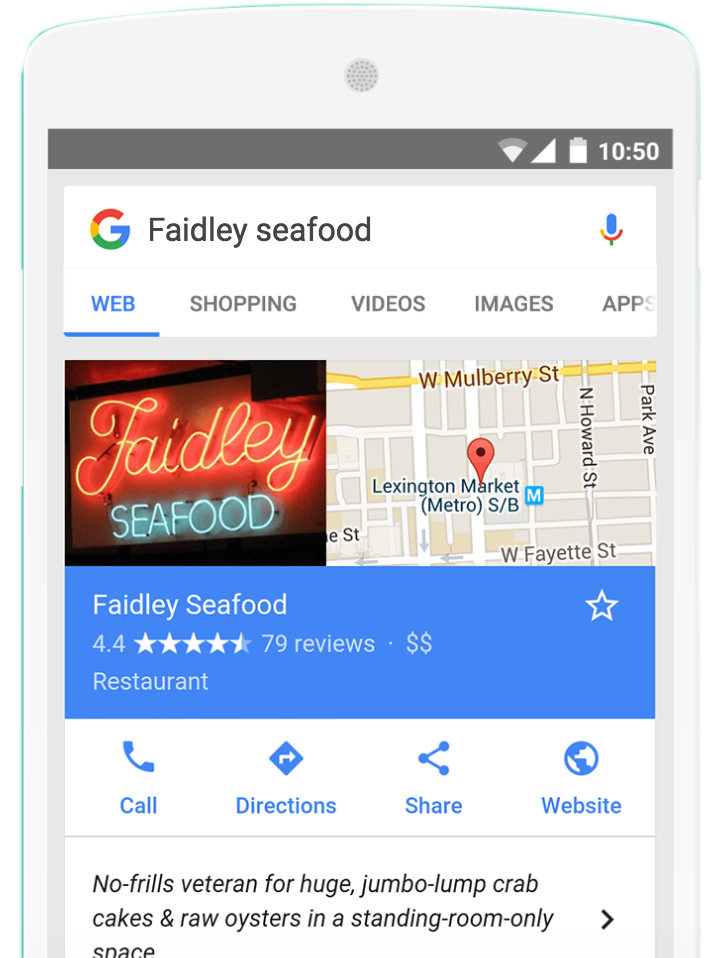 10:50
Faidley seafood
WEB SHOPPING VIDEOS IMAGES APPS
Faidley
SEAFOOD
W Mulberry St
N Howard St
Park Ave
Lexington Market
(Metro) S/B M
e St
W Fayette St
Faidley Seafood
4.4 79 reviews · $$
Restaurant
Call Directions Share Website
No-frills veteran for huge, jumbo-lump crab
cakes & raw oysters in a standing-room-only
space